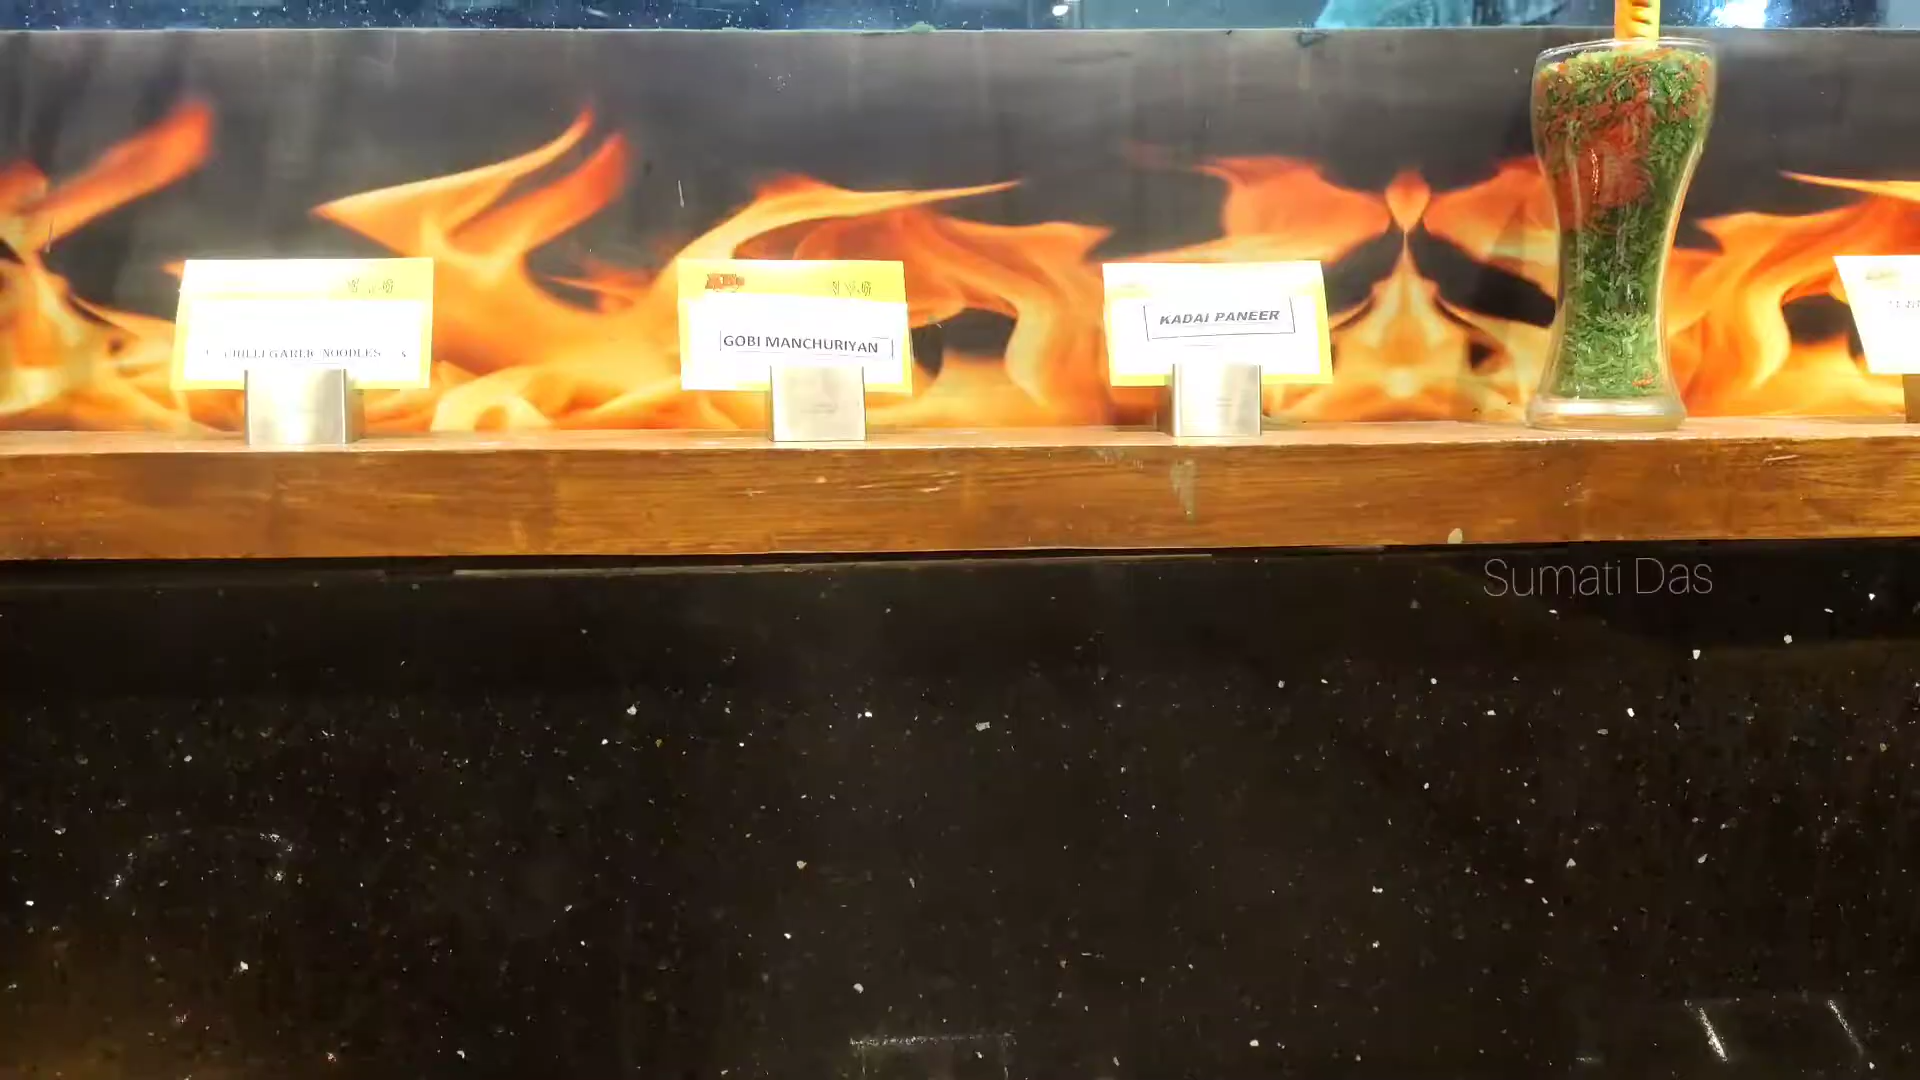 CHILLI GARLIC NOODLES
GOBI MANCHURIYAN
KADAI PANEER
Sumati Das